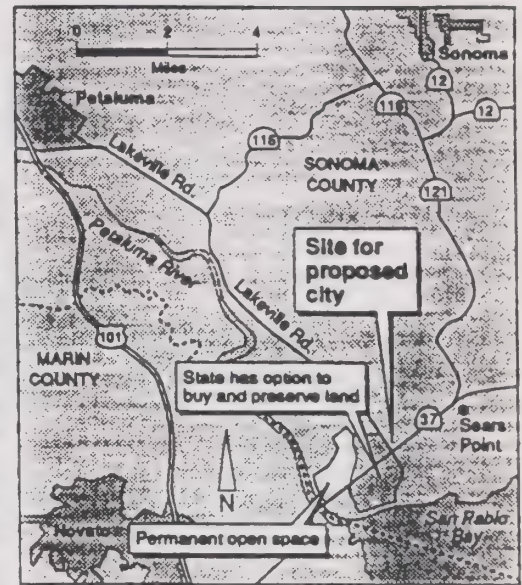 0 2 4
Miles
Sonoma
Petaluma
12
116
12
Lakeville Rd.
116
SONOMA
COUNTY
121
Petaluma River
Site for
proposed
city
Lakeville Rd.
101
MARIN
COUNTY
State has option to
buy and preserve land
37
Sears
Point
N
Novato
Permanent open space
San Pablo
Bay